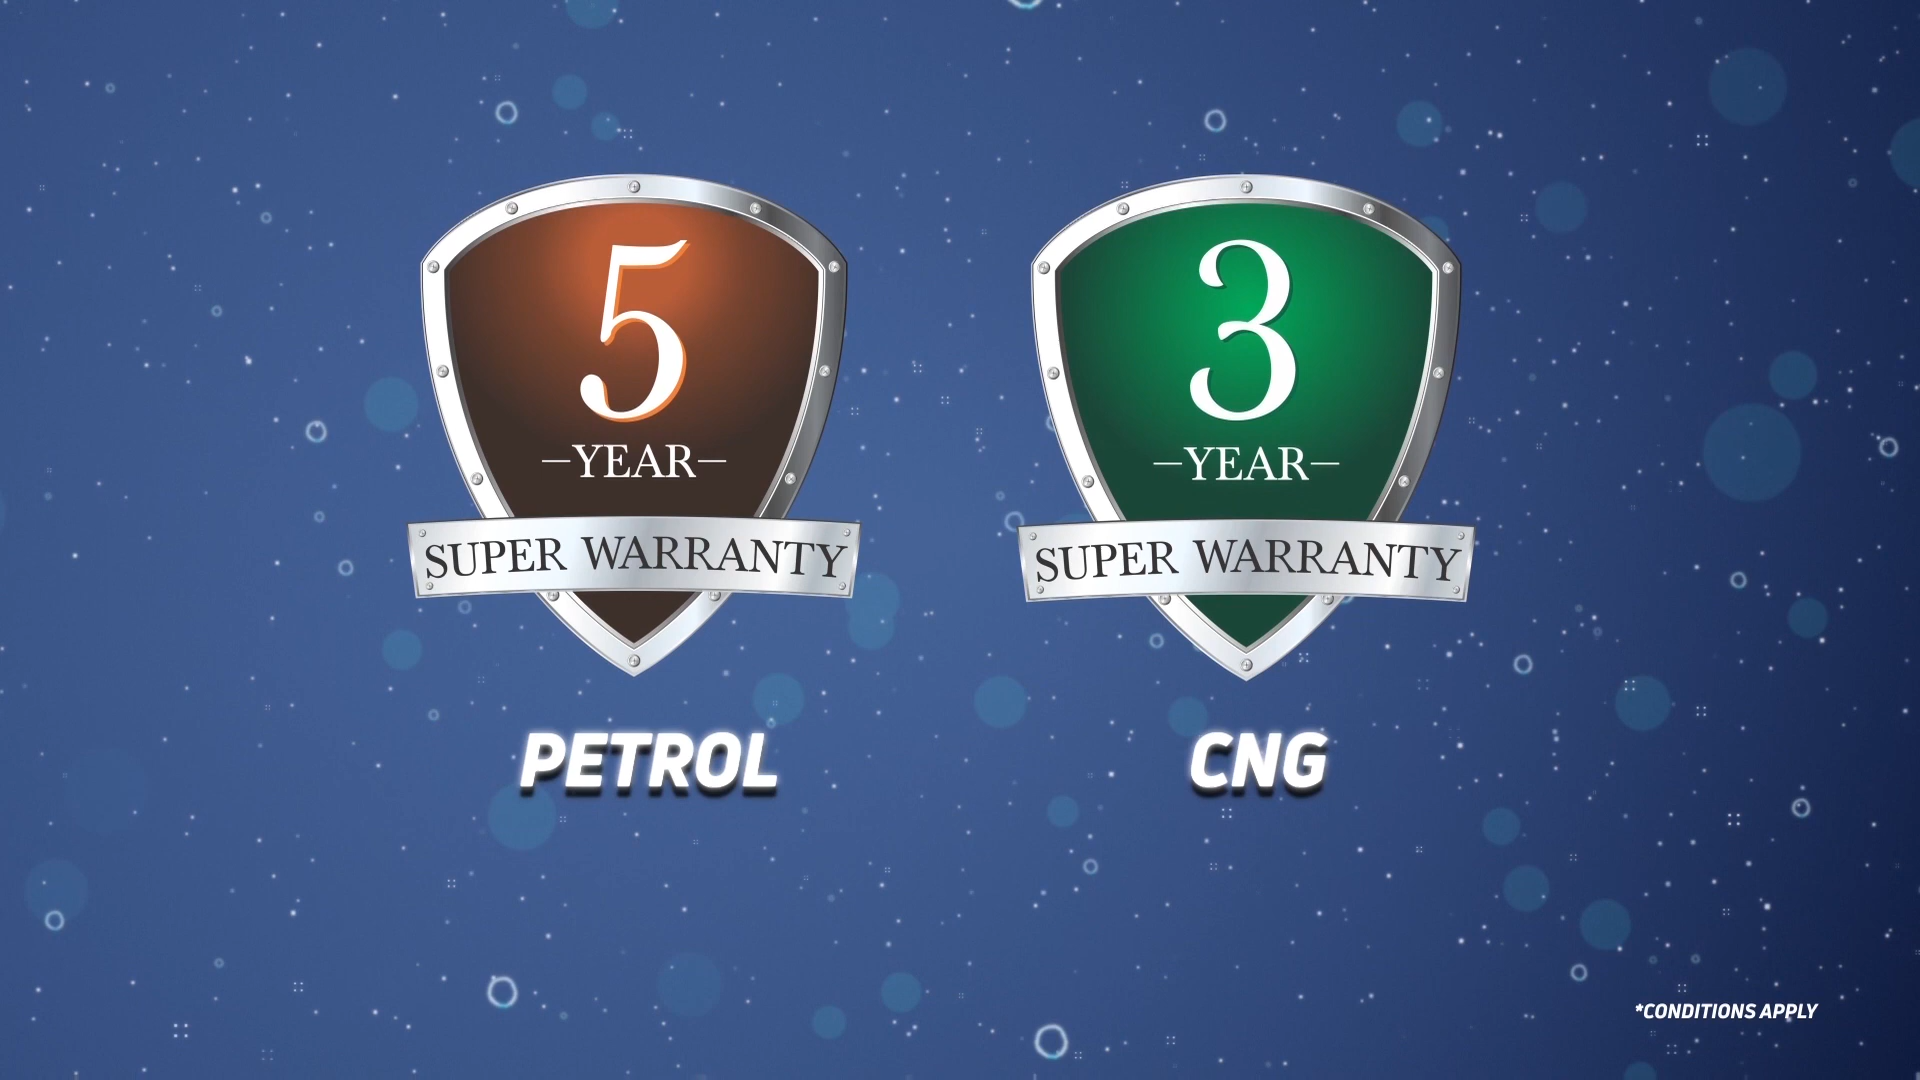 5
—YEAR—
SUPER WARRANTY
PETROL
3
—YEAR—
SUPER WARRANTY
CNG
*CONDITIONS APPLY